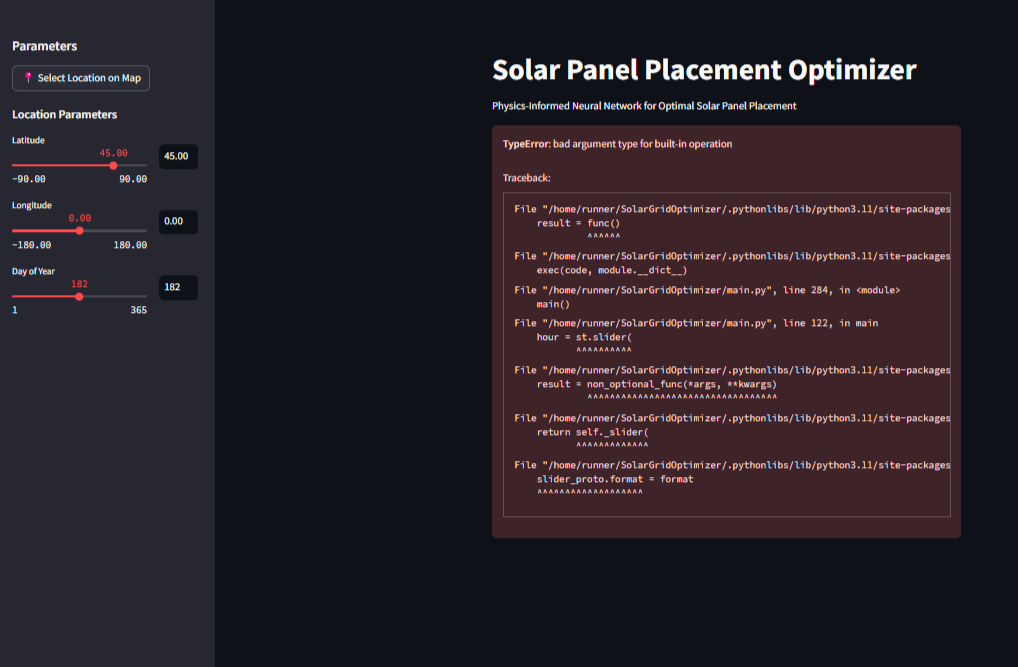 Parameters
Select Location on Map
Location Parameters
Latitude
45.00
45.00
-90.00 90.00
Longitude
0.00
0.00
-180.00 180.00
Day of Year
182
182
1 365
Solar Panel Placement Optimizer
Physics-Informed Neural Network for Optimal Solar Panel Placement
TypeError: bad argument type for built-in operation
Traceback:
File "/home/runner/SolarGridOptimizer/.pythonlibs/lib/python3.11/site-packages
result = func()
^^^^^^
File "/home/runner/SolarGridOptimizer/.pythonlibs/lib/python3.11/site-packages
exec(code, module.__dict__)
File "/home/runner/SolarGridOptimizer/main.py", line 284, in <module>
main()
File "/home/runner/SolarGridOptimizer/main.py", line 122, in main
hour = st.slider(
^^^^^^^^^^
File "/home/runner/SolarGridOptimizer/.pythonlibs/lib/python3.11/site-packages
result = non_optional_func(*args, **kwargs)
^^^^^^^^^^^^^^^^^^^^^^^^^^^^^^^^^^
File "/home/runner/SolarGridOptimizer/.pythonlibs/lib/python3.11/site-packages
return self._slider(
^^^^^^^^^^^^^
File "/home/runner/SolarGridOptimizer/.pythonlibs/lib/python3.11/site-packages
slider_proto.format = format
^^^^^^^^^^^^^^^^^^^